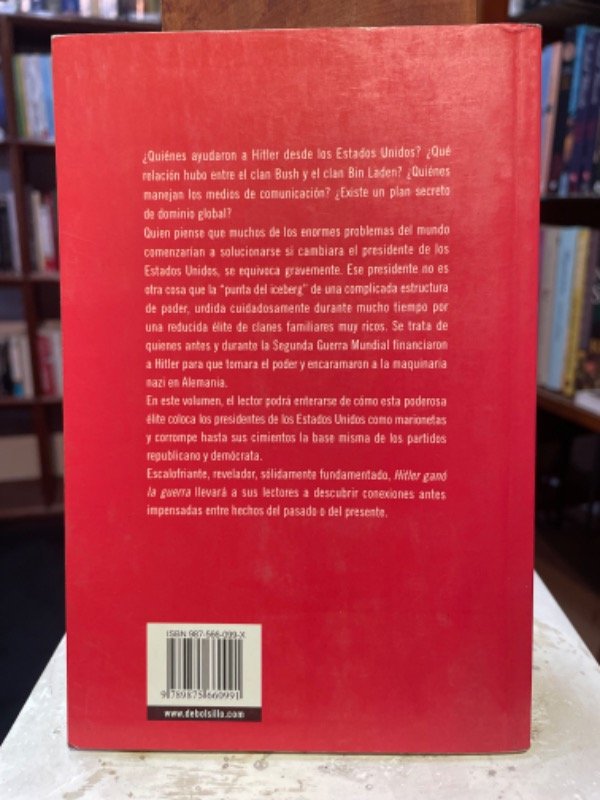 ¿Quiénes ayudaron a Hitler desde los Estados Unidos? ¿Qué
relación hubo entre el clan Bush y el clan Bin Laden? ¿Quiénes
manejan los medios de comunicación? ¿Existe un plan secreto
de dominio global?
Quien piense que muchos de los enormes problemas del mundo
comenzarían a solucionarse si cambiara el presidente de los
Estados Unidos, se equivoca gravemente. Ese presidente no es
otra cosa que la "punta del iceberg" de una complicada estructura
de poder, urdida cuidadosamente durante mucho tiempo por
una reducida élite de clanes familiares muy ricos. Se trata de
quienes antes y durante la Segunda Guerra Mundial financiaron
a Hitler para que tomara el poder y encaramaron a la maquinaria
nazi en Alemania.
En este volumen, el lector podrá enterarse de cómo esta poderosa
élite coloca los presidentes de los Estados Unidos como marionetas
y corrompe hasta sus cimientos la base misma de los partidos
republicano y demócrata.
Escalofriante, revelador, sólidamente fundamentado, Hitler ganó
la guerra llevará a sus lectores a descubrir conexiones antes
impensadas entre hechos del pasado o del presente.
ISBN 987-566-099-X
9 789875 660991
www.debolsillo.com